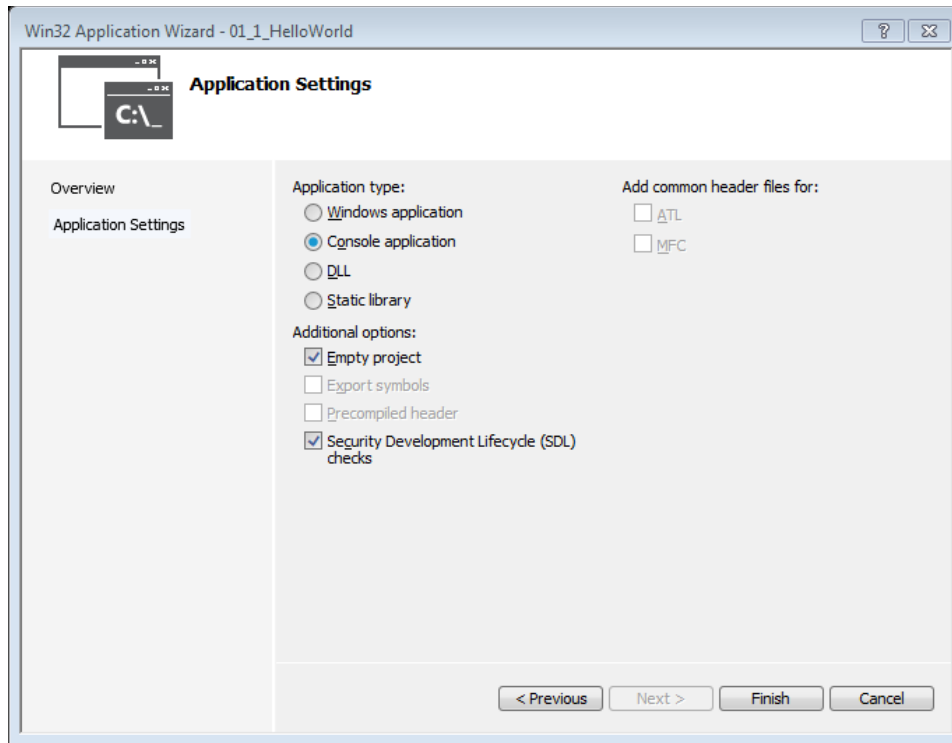 Win32 Application Wizard - 01_1_HelloWorld
?
C:\_
Application Settings
Overview
Application Settings
Application type:
Windows application
Console application
DLL
Static library
Additional options:
Empty project
Export symbols
Precompiled header
Security Development Lifecycle (SDL)
checks
Add common header files for:
ATL
MFC
< Previous
Next >
Finish
Cancel